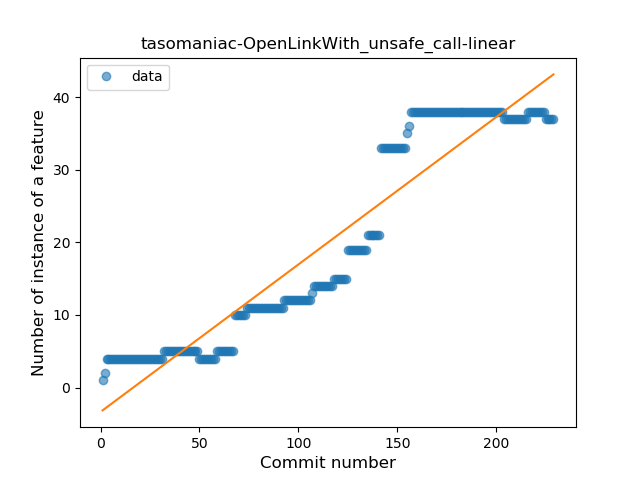 tasomaniac-OpenLinkWith_unsafe_call-linear
data
Number of instance of a feature
40
30
20
10
0
0 50 100 150 200
Commit number